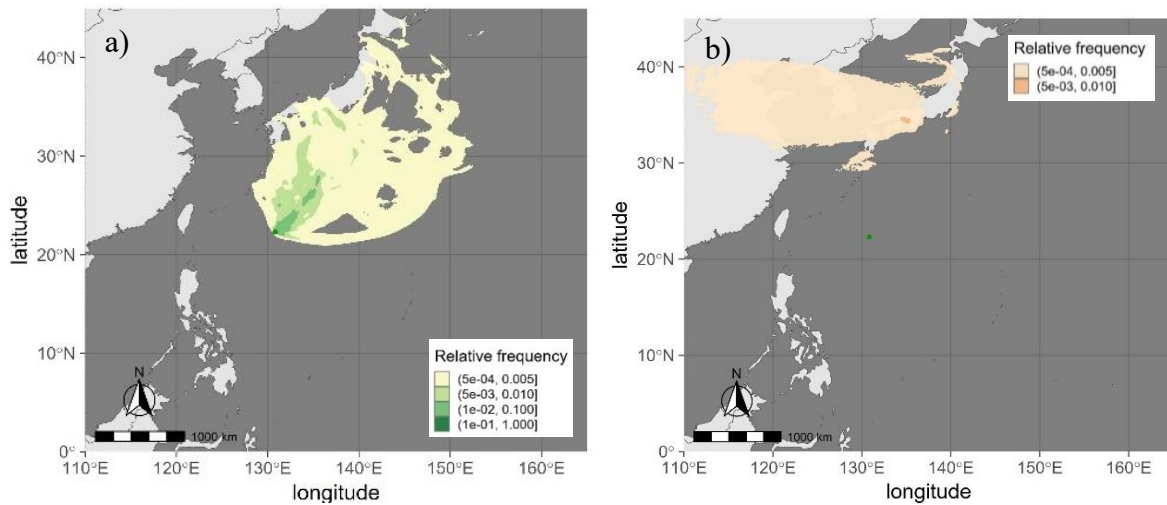 a)
40°N
30°N
20°N
10°N
0°
latitude
Relative frequency
(5e-04, 0.005]
(5e-03, 0.010]
(1e-02, 0.100]
(1e-01, 1.000]
N
1000 km
110°E 120°E 130°E 140°E 150°E 160°E
longitude
b)
Relative frequency
(5e-04, 0.005]
(5e-03, 0.010]
40°N
30°N
20°N
10°N
0°
latitude
N
1000 km
110°E 120°E 130°E 140°E 150°E 160°E
longitude